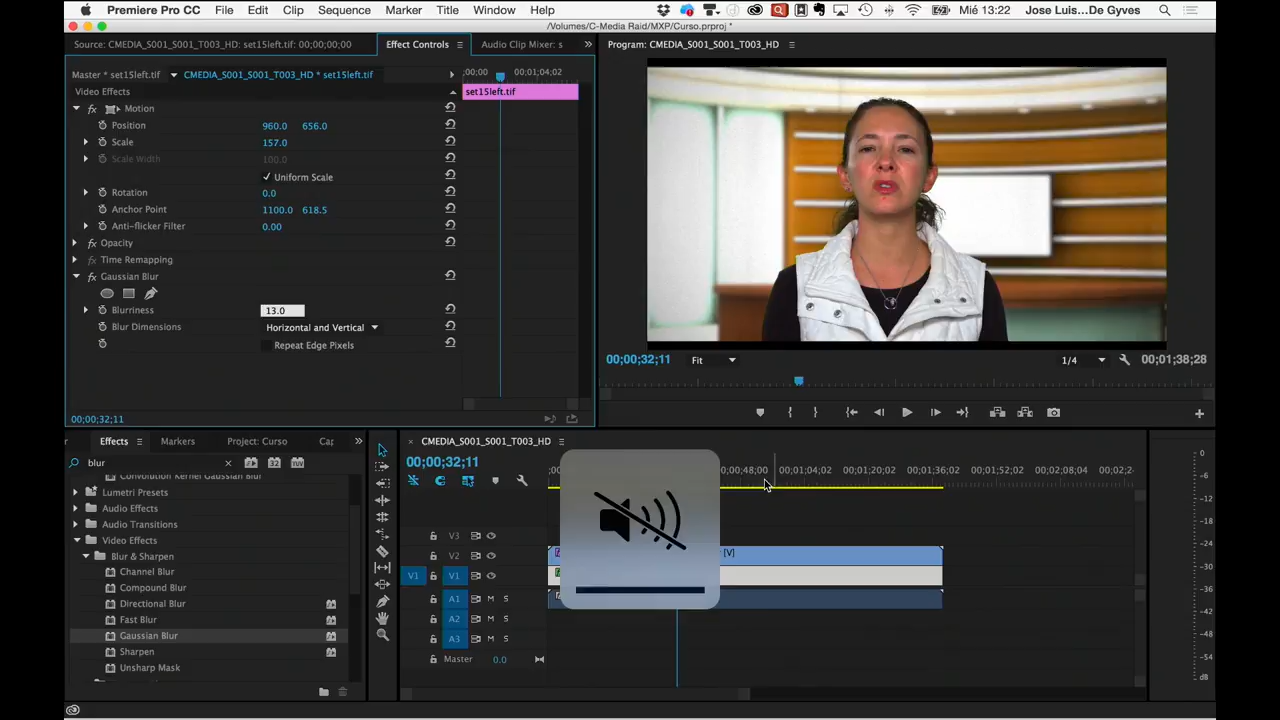 Premiere Pro CC File Edit Clip Sequence Marker Title Window Help Mié 13:22 Jose Luis...De Gyves
/Volumes/C-Media Raid/MXP/Curso.prproj *
Source: CMEDIA_S001_S001_T003_HD: set15left.tif: 00;00;00;00 Effect Controls Audio Clip Mixer: s Program: CMEDIA_S001_S001_T003_HD
Master * set15left.tif CMEDIA_S001_S001_T003_HD * set15left.tif ;00;00 00;01;04;02
Video Effects set15left.tif
fx Motion
Position 960.0 656.0
Scale 157.0
Scale Width 100.0
Uniform Scale
Rotation 0.0
Anchor Point 1100.0 618.5
Anti-flicker Filter 0.00
fx Opacity
fx Time Remapping
fx Gaussian Blur
Blurriness 13.0
Blur Dimensions Horizontal and Vertical
Repeat Edge Pixels
00;00;32;11 Fit 1/4 00;01;38;28
00;00;32;11
Effects Markers Project: Curso Cap CMEDIA_S001_S001_T003_HD
blur 32 YUV
00;00;32;11 ;00;00 00;00;48;00 00;01;04;02 00;01;20;02 00;01;36;02 00;01;52;02 00;02;08;04 00;02;24
Convolution Kernel Gaussian Blur
Lumetri Presets
Audio Effects
Audio Transitions
Video Effects
Blur & Sharpen
Channel Blur
Compound Blur
Directional Blur
Fast Blur
Gaussian Blur
Sharpen
Unsharp Mask
V3
V2 [V]
V1 V1
A1 M S
A2 M S
A3 M S
Master 0.0
0
-6
-12
-18
-24
-30
-36
-42
-48
-54
dB